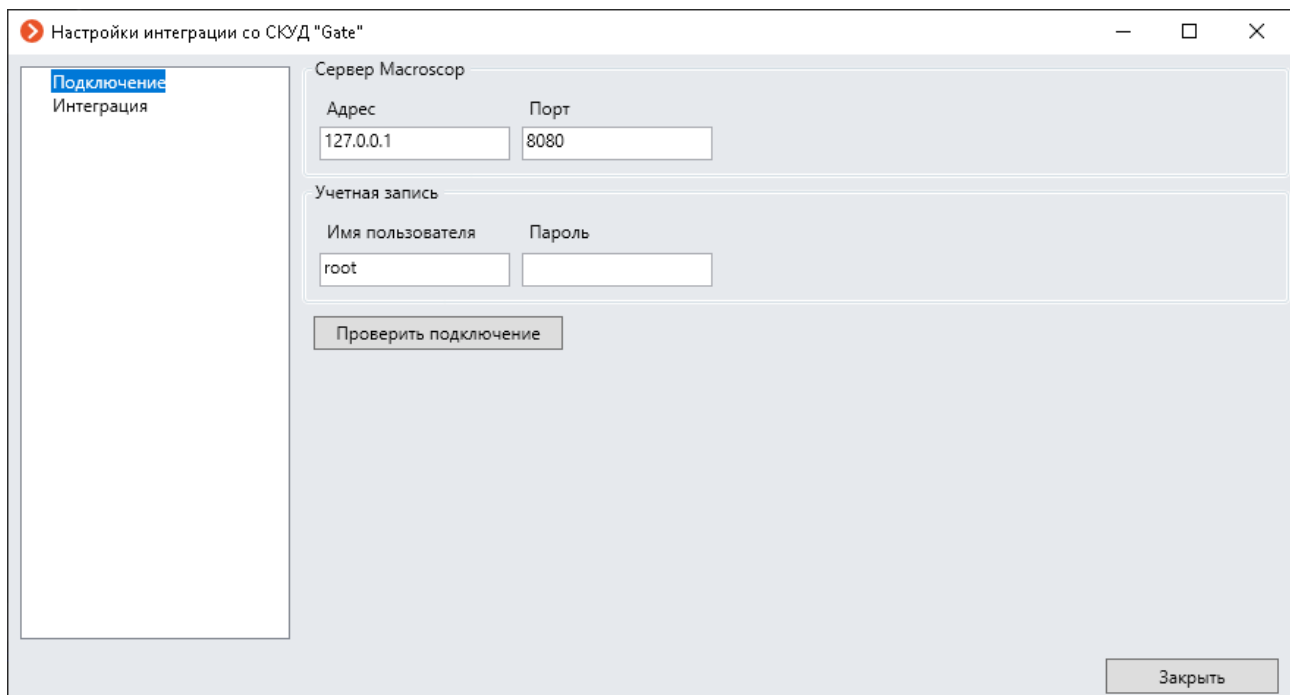 Настройки интеграции со СКУД "Gate"
Подключение
Интеграция
Сервер Macroscop
Адрес Порт
127.0.0.1 8080
Учетная запись
Имя пользователя Пароль
root
Проверить подключение
Закрыть